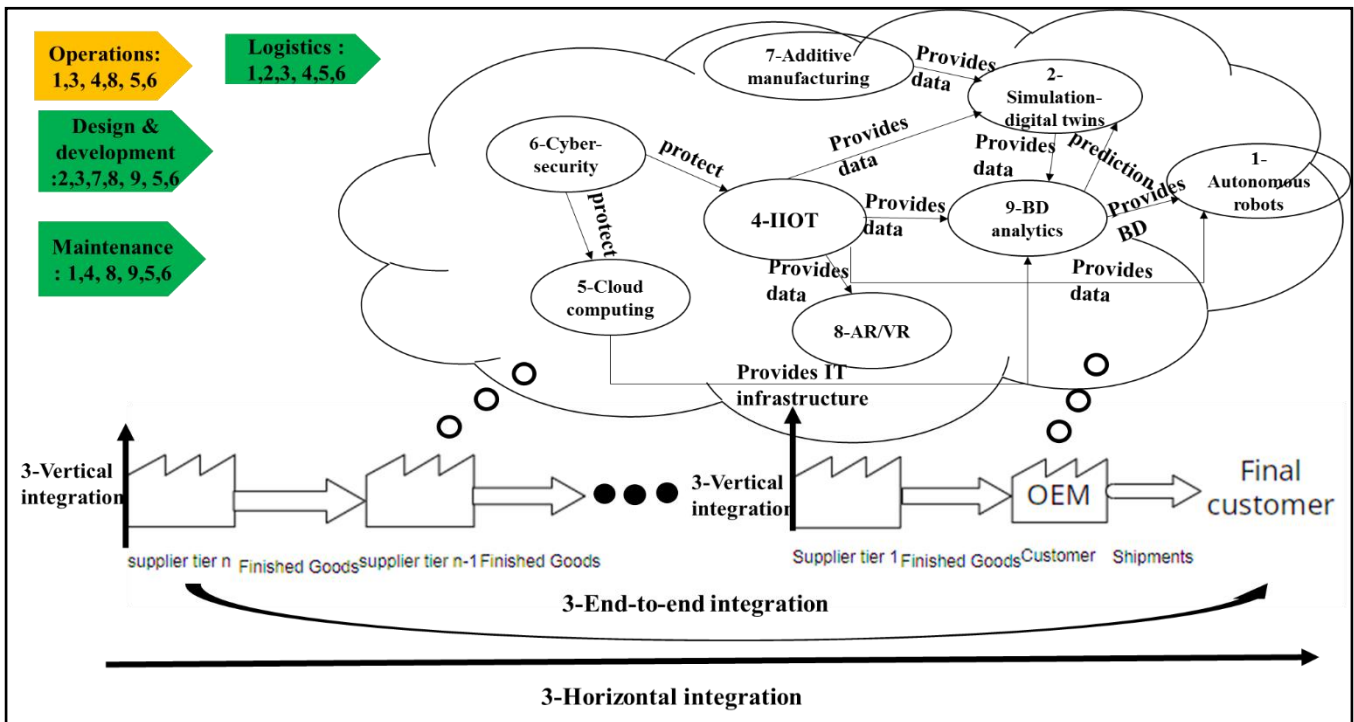 Operations:
1,3, 4,8, 5,6
Logistics :
1,2,3, 4,5,6
Design &
development
:2,3,7,8, 9, 5,6
Maintenance
: 1,4, 8, 9,5,6
7-Additive
manufacturing
Provides
data
2-
Simulation-
digital twins
6-Cyber-
security
protect
Provides
data
Provides
data
prediction
1-
Autonomous
robots
protect
4-IIOT
Provides
data
9-BD
analytics
Provides
BD
5-Cloud
computing
Provides
data
Provides
data
8-AR/VR
Provides IT
infrastructure
3-Vertical
integration
3-Vertical
integration
OEM
Final
customer
supplier tier n
Finished Goods
supplier tier n-1
Finished Goods
Supplier tier 1
Finished Goods
Customer
Shipments
3-End-to-end integration
3-Horizontal integration